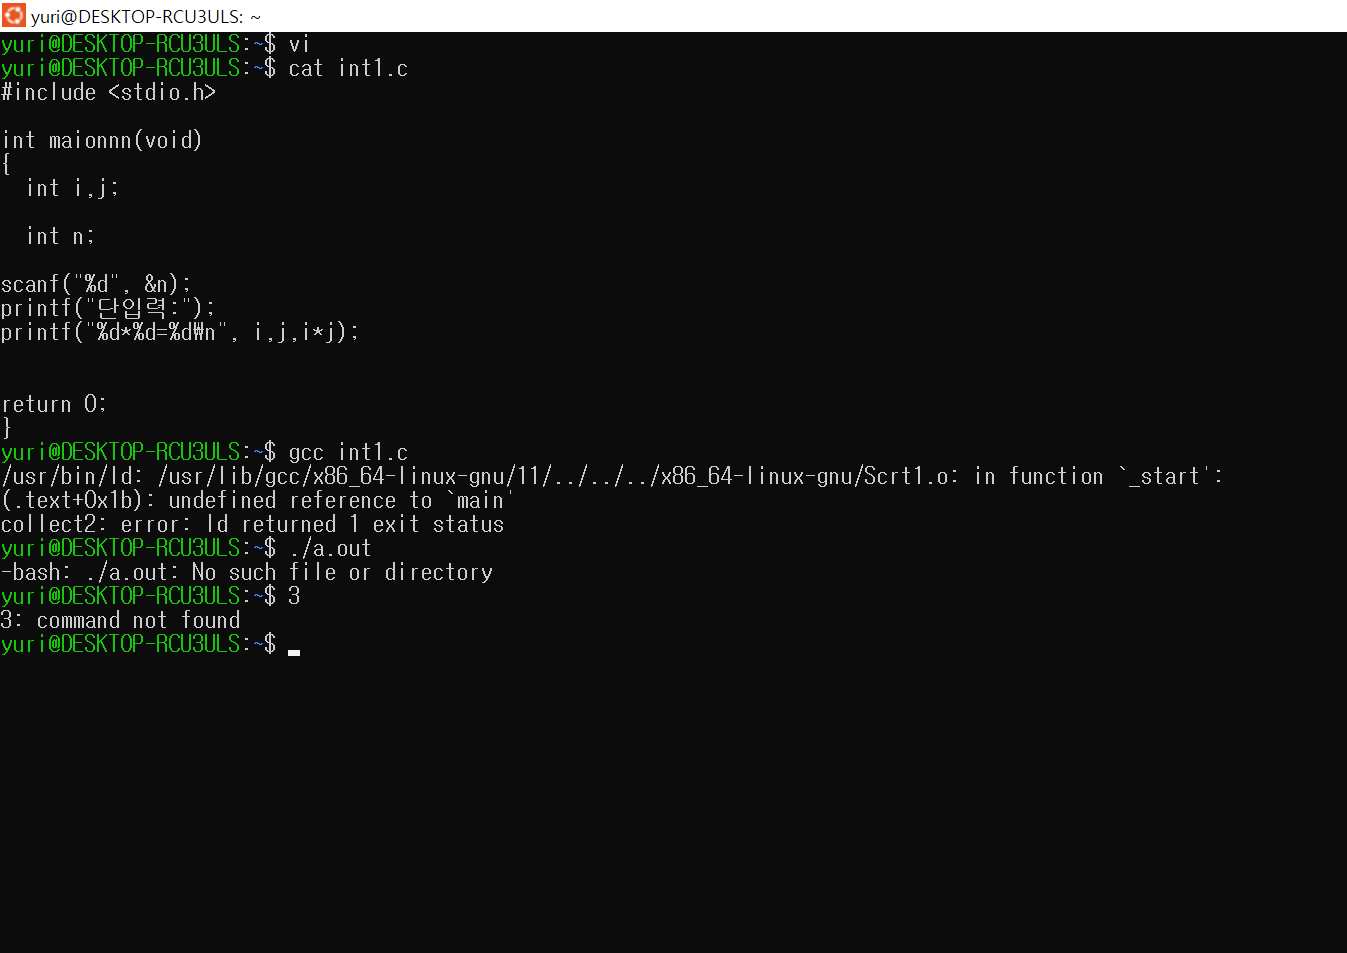 yuri@DESKTOP-RCU3ULS: ~
yuri@DESKTOP-RCU3ULS:~$ vi
yuri@DESKTOP-RCU3ULS:~$ cat int1.c
#include <stdio.h>
int maionnn(void)
{
  int i,j;
  int n;
scanf("%d", &n);
printf("단입력:");
printf("%d*%d=%d₩n", i,j,i*j);
return 0;
}
yuri@DESKTOP-RCU3ULS:~$ gcc int1.c
/usr/bin/ld: /usr/lib/gcc/x86_64-linux-gnu/11/../../../x86_64-linux-gnu/Scrt1.o: in function `_start':
(.text+0x1b): undefined reference to `main'
collect2: error: ld returned 1 exit status
yuri@DESKTOP-RCU3ULS:~$ ./a.out
-bash: ./a.out: No such file or directory
yuri@DESKTOP-RCU3ULS:~$ 3
3: command not found
yuri@DESKTOP-RCU3ULS:~$